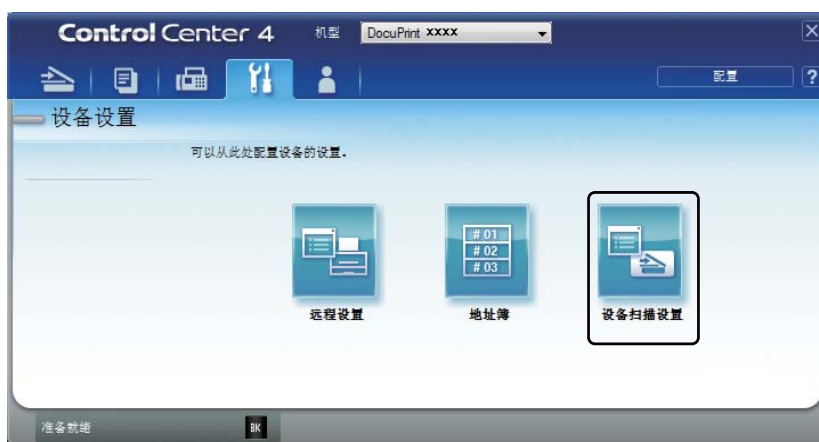 Control Center 4 机型 DocuPrint XXXX
配置 ?
设备设置
可以从此处配置设备的设置。
# 01
# 02
# 03
远程设置 地址簿 设备扫描设置
准备就绪 BK